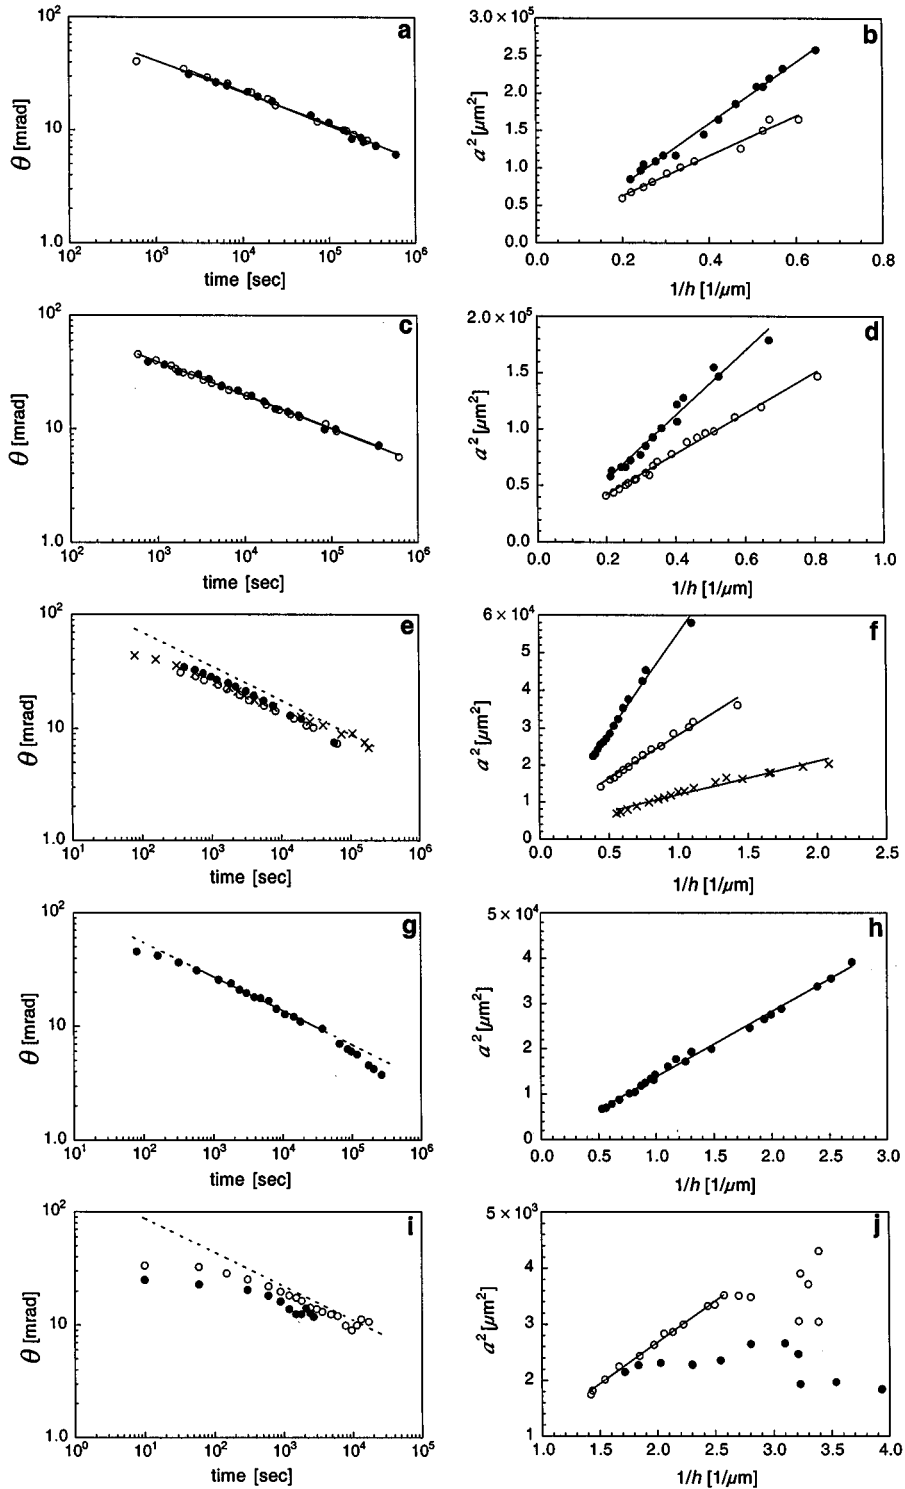 a
10²
10
1.0
θ [mrad]
10² 10³ 10⁴ 10⁵ 10⁶
time [sec]
b
3.0 × 10⁵
2.5
2.0
1.5
1.0
0.5
0.0
a² [µm²]
0.0 0.2 0.4 0.6 0.8
1/h [1/µm]
c
10²
10
1.0
θ [mrad]
10² 10³ 10⁴ 10⁵ 10⁶
time [sec]
d
2.0 × 10⁵
1.5
1.0
0.5
0.0
a² [µm²]
0.0 0.2 0.4 0.6 0.8 1.0
1/h [1/µm]
e
10²
10
1.0
θ [mrad]
10¹ 10² 10³ 10⁴ 10⁵ 10⁶
time [sec]
f
6 × 10⁴
5
4
3
2
1
0
a² [µm²]
0.0 0.5 1.0 1.5 2.0 2.5
1/h [1/µm]
g
10²
10
1.0
θ [mrad]
10¹ 10² 10³ 10⁴ 10⁵ 10⁶
time [sec]
h
5 × 10⁴
4
3
2
1
0
a² [µm²]
0.0 0.5 1.0 1.5 2.0 2.5 3.0
1/h [1/µm]
i
10²
10
1.0
θ [mrad]
10⁰ 10¹ 10² 10³ 10⁴ 10⁵
time [sec]
j
5 × 10³
4
3
2
1
a² [µm²]
1.0 1.5 2.0 2.5 3.0 3.5 4.0
1/h [1/µm]